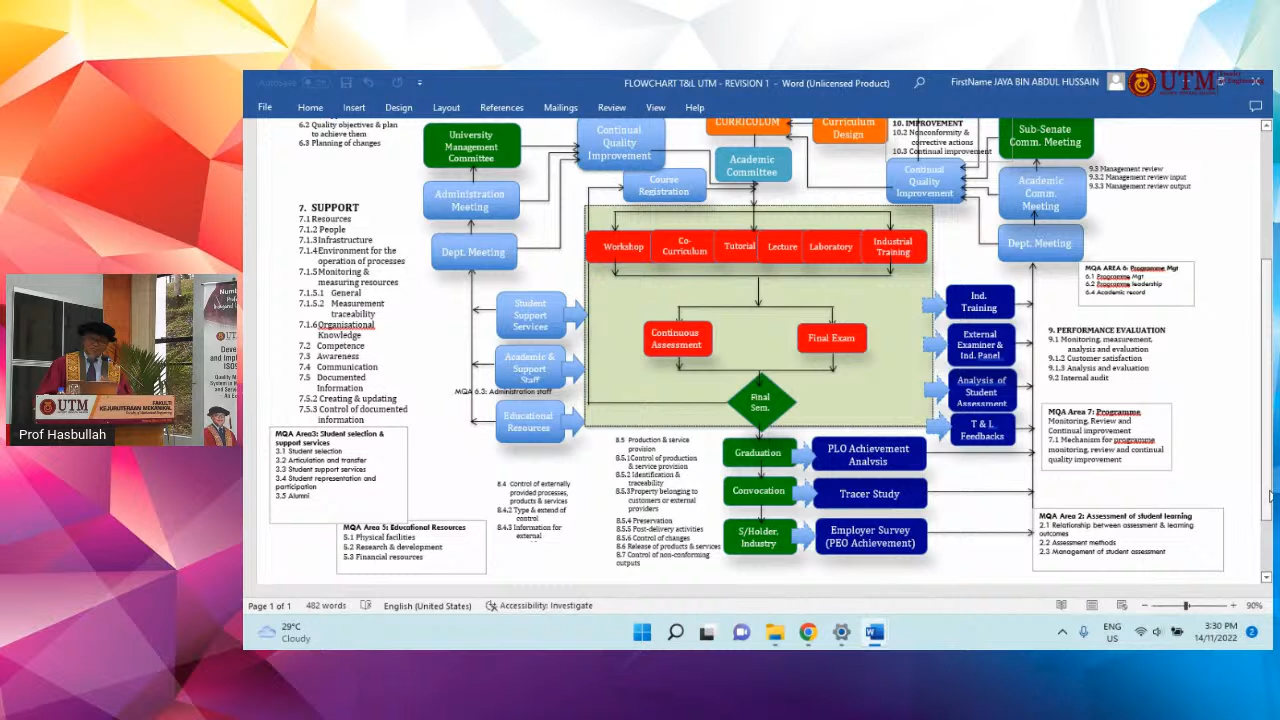 FLOWCHART T&L UTM - REVISION 1 - Word (Unlicensed Product)
FirstName JAYA BIN ABDUL HUSSAIN
UTM
File Home Insert Design Layout References Mailings Review View Help
6.2 Quality objectives & plan
to achieve them
6.3 Planning of changes
University
Management
Committee
Administration
Meeting
Dept. Meeting
Continual
Quality
Improvement
Course
Registration
CURRICULUM
Academic
Committee
Curriculum
Design
10. IMPROVEMENT
10.2 Nonconformity &
corrective actions
10.3 Continual improvement
Continual
Quality
Improvement
Sub-Senate
Comm. Meeting
Academic
Comm.
Meeting
Dept. Meeting
9.3 Management review
9.3.2 Management review input
9.3.3 Management review output
7. SUPPORT
7.1 Resources
7.1.2 People
7.1.3 Infrastructure
7.1.4 Environment for the
operation of processes
7.1.5 Monitoring &
measuring resources
7.1.5.1 General
7.1.5.2 Measurement
traceability
7.1.6 Organisational
Knowledge
7.2 Competence
7.3 Awareness
7.4 Communication
7.5 Documented
Information
7.5.2 Creating & updating
7.5.3 Control of documented
information
Workshop
Co-
Curriculum
Tutorial
Lecture
Laboratory
Industrial
Training
Student
Support
Services
Academic &
Support
Staff
MQA 6.3: Administration staff
Educational
Resources
Continuous
Assessment
Final Exam
Final
Sem.
Ind.
Training
External
Examiner &
Ind. Panel
Analysis of
Student
Assessment
T & L
Feedbacks
MQA AREA 6: Programme Mgt
6.1 Programme Mgt
6.2 Programme leadership
6.4 Academic record
9. PERFORMANCE EVALUATION
9.1 Monitoring, measurement,
analysis and evaluation
9.1.2 Customer satisfaction
9.1.3 Analysis and evaluation
9.2 Internal audit
MQA Area 7: Programme
Monitoring, Review and
Continual improvement
7.1 Mechanism for programme
monitoring, review and continual
quality improvement
MQA Area3: Student selection &
support services
3.1 Student selection
3.2 Articulation and transfer
3.3 Student support services
3.4 Student representation and
participation
3.5 Alumni
MQA Area 5: Educational Resources
5.1 Physical facilities
5.2 Research & development
5.3 Financial resources
8.4 Control of externally
provided processes,
products & services
8.4.2 Type & extend of
control
8.4.3 Information for
external
8.5 Production & service
provision
8.5.1 Control of production
& service provision
8.5.2 Identification &
traceability
8.5.3 Property belonging to
customers or external
providers
8.5.4 Preservation
8.5.5 Post-delivery activities
8.5.6 Control of changes
8.6 Release of products & services
8.7 Control of non-conforming
outputs
Graduation
PLO Achievement
Analysis
Convocation
Tracer Study
S/Holder,
Industry
Employer Survey
(PEO Achievement)
MQA Area 2: Assessment of student learning
2.1 Relationship between assessment & learning
outcomes
2.2 Assessment methods
2.3 Management of student assessment
UTM
FAKULTI
KEJURUTERAAN MEKANIKAL
Prof Hasbullah
Page 1 of 1 482 words English (United States) Accessibility: Investigate 90%
29°C
Cloudy
ENG
US
3:30 PM
14/11/2022
2